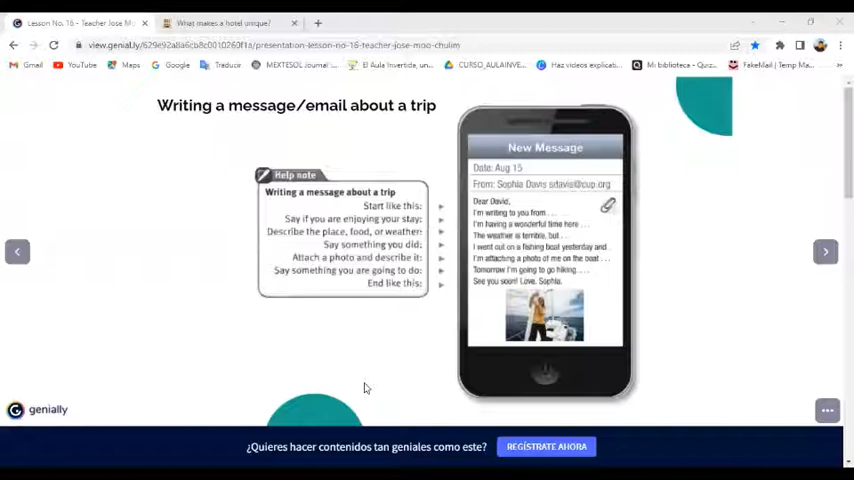 Lesson No. 16 - Teacher Jose Mo
What makes a hotel unique?
view.genial.ly/629e92a8a6cb8c0010260f1a/presentation-lesson-no-16-teacher-jose-moo-chulim
Gmail
YouTube
Maps
Google
Traducir
MEXTESOL Journal :...
El Aula Invertida, un...
CURSO_AULAINVE...
Haz videos explicati...
Mi biblioteca - Quiz...
FakeMail | Temp Ma...
Writing a message/email about a trip
Help note
Writing a message about a trip
Start like this:
Say if you are enjoying your stay:
Describe the place, food, or weather:
Say something you did:
Attach a photo and describe it:
Say something you are going to do:
End like this:
New Message
Date: Aug 15
From: Sophia Davis srdavis@cup.org
Dear David,
I'm writing to you from . . .
I'm having a wonderful time here . . .
The weather is terrible, but . . .
I went out on a fishing boat yesterday and . .
I'm attaching a photo of me on the boat . . .
Tomorrow I'm going to go hiking. . . .
See you soon! Love, Sophia.
genially
¿Quieres hacer contenidos tan geniales como este?
REGÍSTRATE AHORA